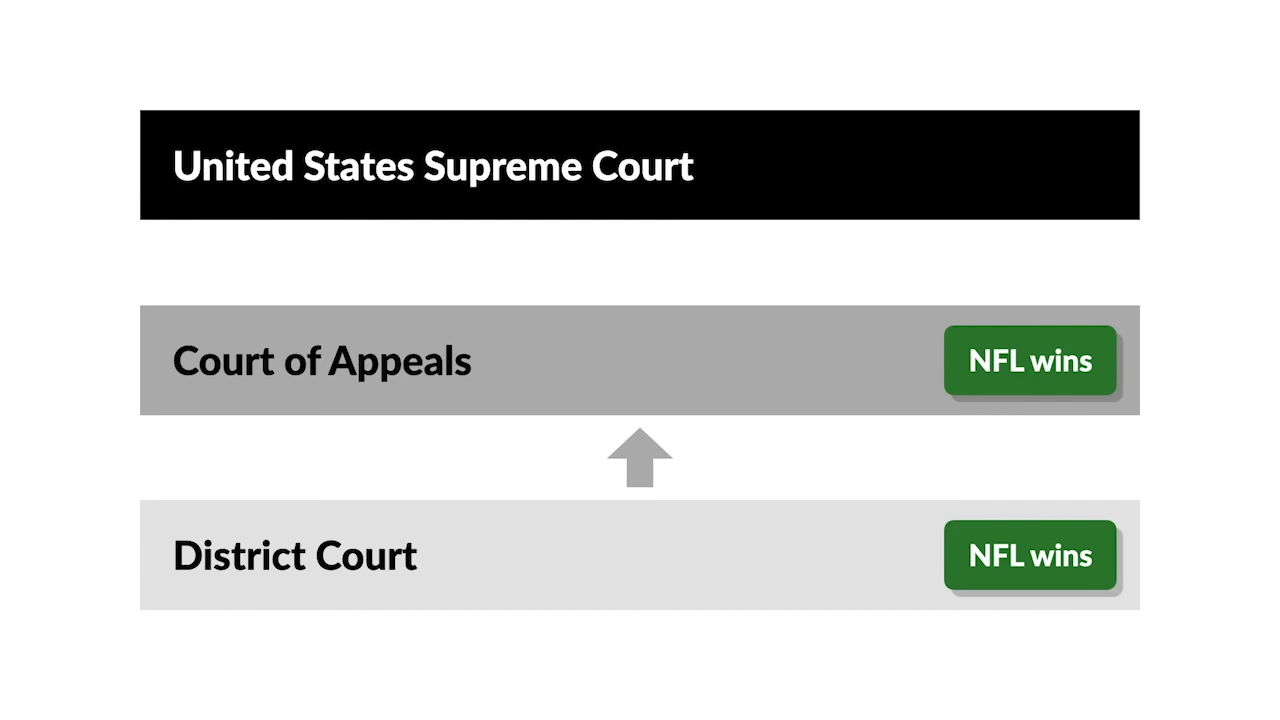 United States Supreme Court
Court of Appeals
NFL wins
District Court
NFL wins